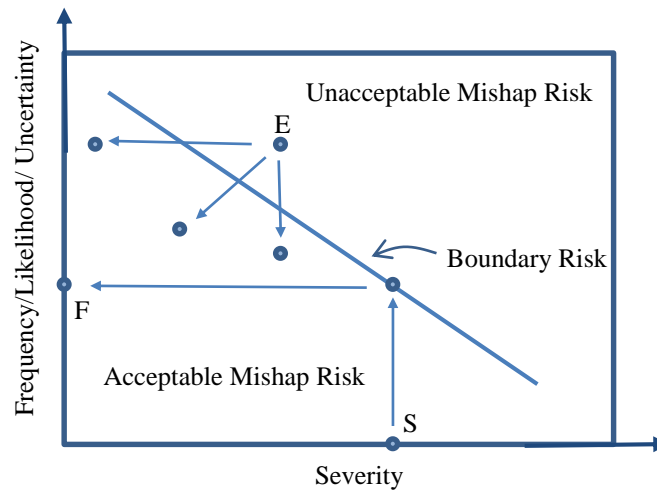 Frequency/Likelihood/ Uncertainty
Unacceptable Mishap Risk
E
Boundary Risk
F
Acceptable Mishap Risk
S
Severity